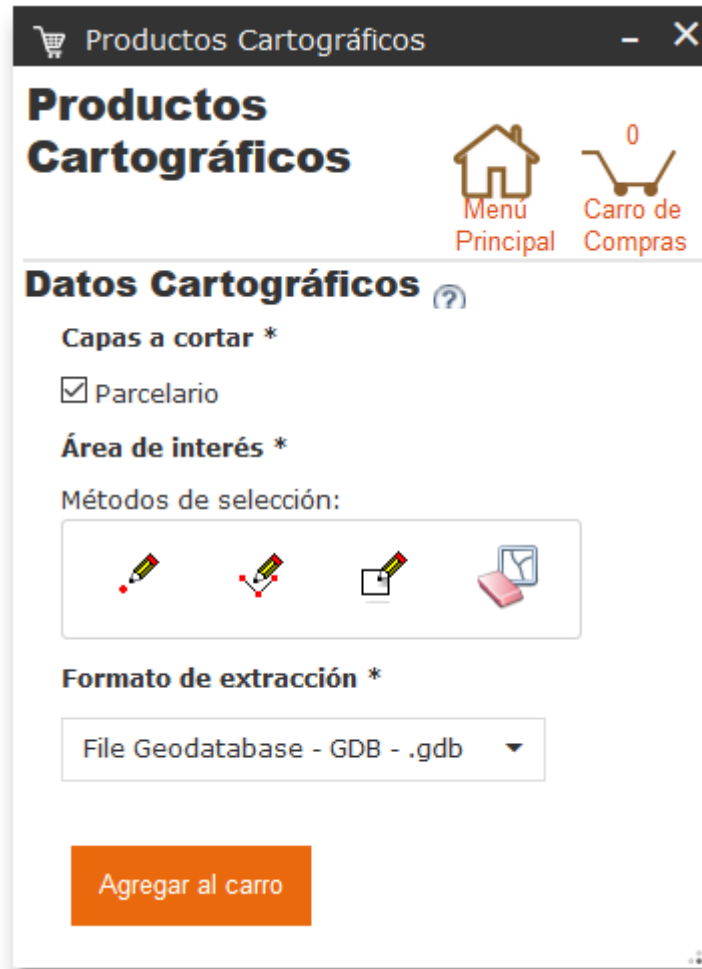 Productos Cartográficos
Productos
Cartográficos
0
Menú
Principal
Carro de
Compras
Datos Cartográficos
?
Capas a cortar *
Parcelario
Área de interés *
Métodos de selección:
Formato de extracción *
File Geodatabase - GDB - .gdb
Agregar al carro